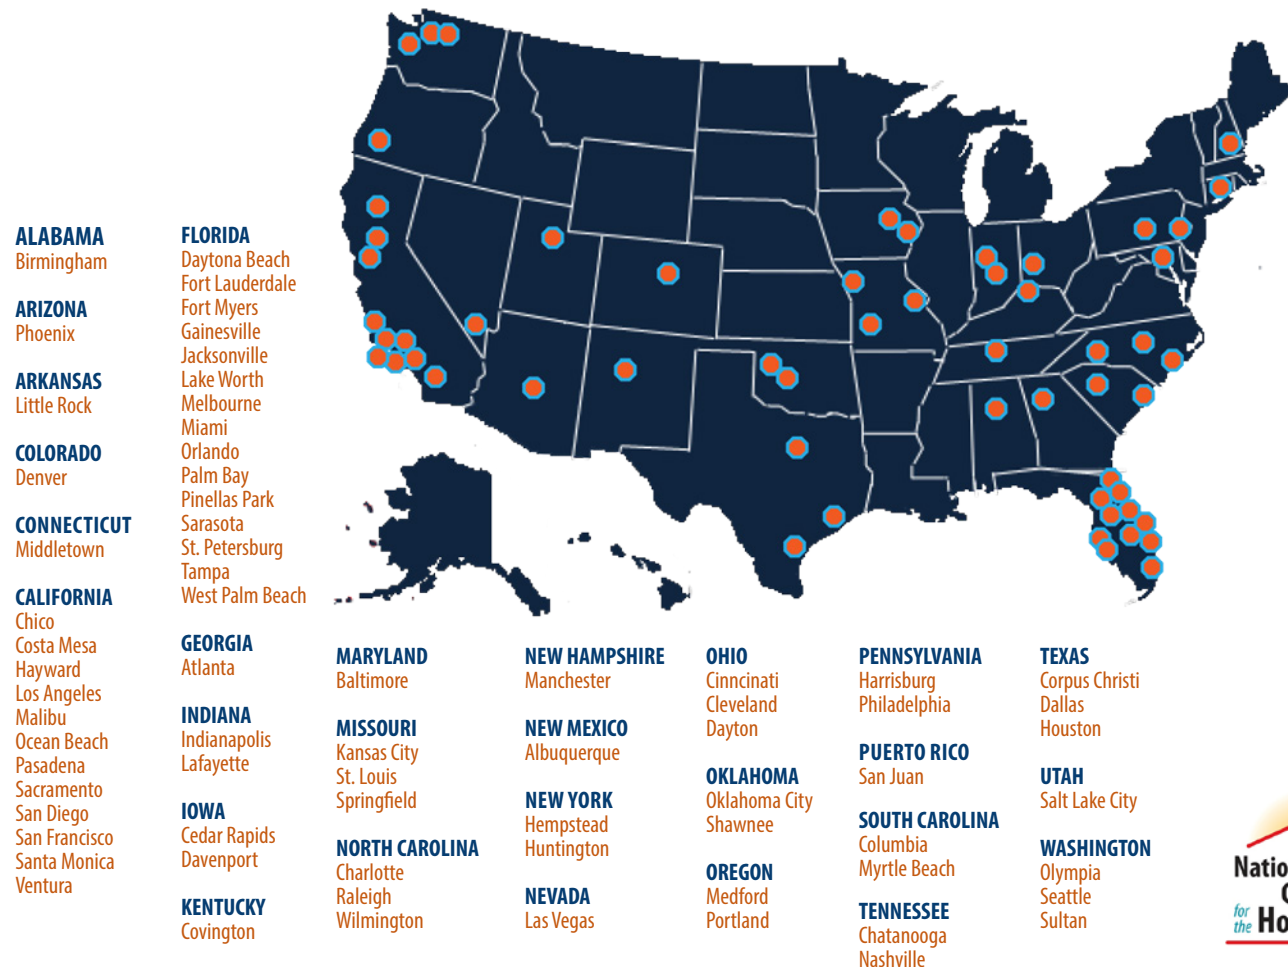 ALABAMA
Birmingham
ARIZONA
Phoenix
ARKANSAS
Little Rock
COLORADO
Denver
CONNECTICUT
Middletown
CALIFORNIA
Chico
Costa Mesa
Hayward
Los Angeles
Malibu
Ocean Beach
Pasadena
Sacramento
San Diego
San Francisco
Santa Monica
Ventura
FLORIDA
Daytona Beach
Fort Lauderdale
Fort Myers
Gainesville
Jacksonville
Lake Worth
Melbourne
Miami
Orlando
Palm Bay
Pinellas Park
Sarasota
St. Petersburg
Tampa
West Palm Beach
GEORGIA
Atlanta
INDIANA
Indianapolis
Lafayette
IOWA
Cedar Rapids
Davenport
KENTUCKY
Covington
MARYLAND
Baltimore
MISSOURI
Kansas City
St. Louis
Springfield
NORTH CAROLINA
Charlotte
Raleigh
Wilmington
NEW HAMPSHIRE
Manchester
NEW MEXICO
Albuquerque
NEW YORK
Hempstead
Huntington
NEVADA
Las Vegas
OHIO
Cinncinati
Cleveland
Dayton
OKLAHOMA
Oklahoma City
Shawnee
OREGON
Medford
Portland
PENNSYLVANIA
Harrisburg
Philadelphia
PUERTO RICO
San Juan
SOUTH CAROLINA
Columbia
Myrtle Beach
TENNESSEE
Chatanooga
Nashville
TEXAS
Corpus Christi
Dallas
Houston
UTAH
Salt Lake City
WASHINGTON
Olympia
Seattle
Sultan
for the